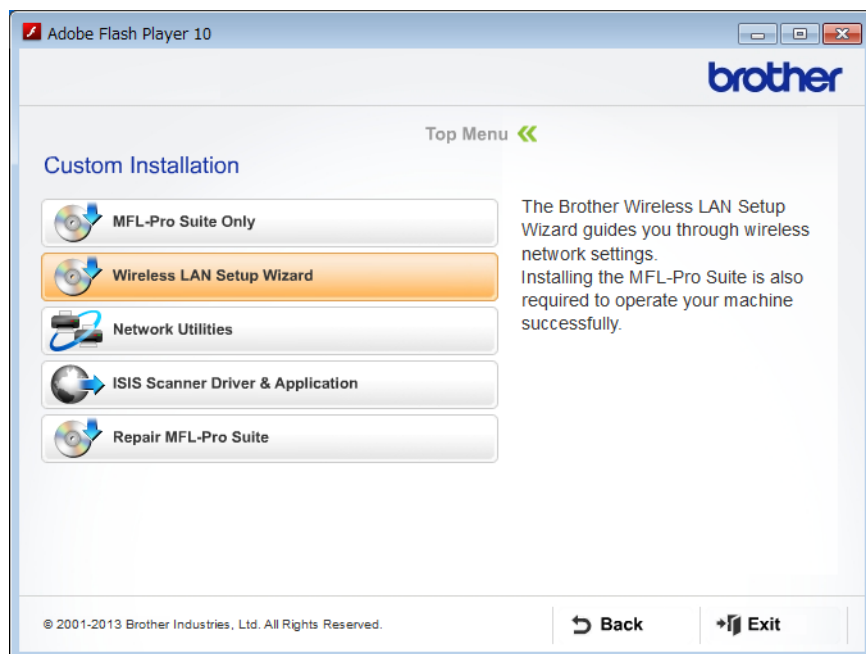 Adobe Flash Player 10
brother
Top Menu
Custom Installation
MFL-Pro Suite Only
Wireless LAN Setup Wizard
Network Utilities
ISIS Scanner Driver & Application
Repair MFL-Pro Suite
The Brother Wireless LAN Setup
Wizard guides you through wireless
network settings.
Installing the MFL-Pro Suite is also
required to operate your machine
successfully.
© 2001-2013 Brother Industries, Ltd. All Rights Reserved.
Back
Exit